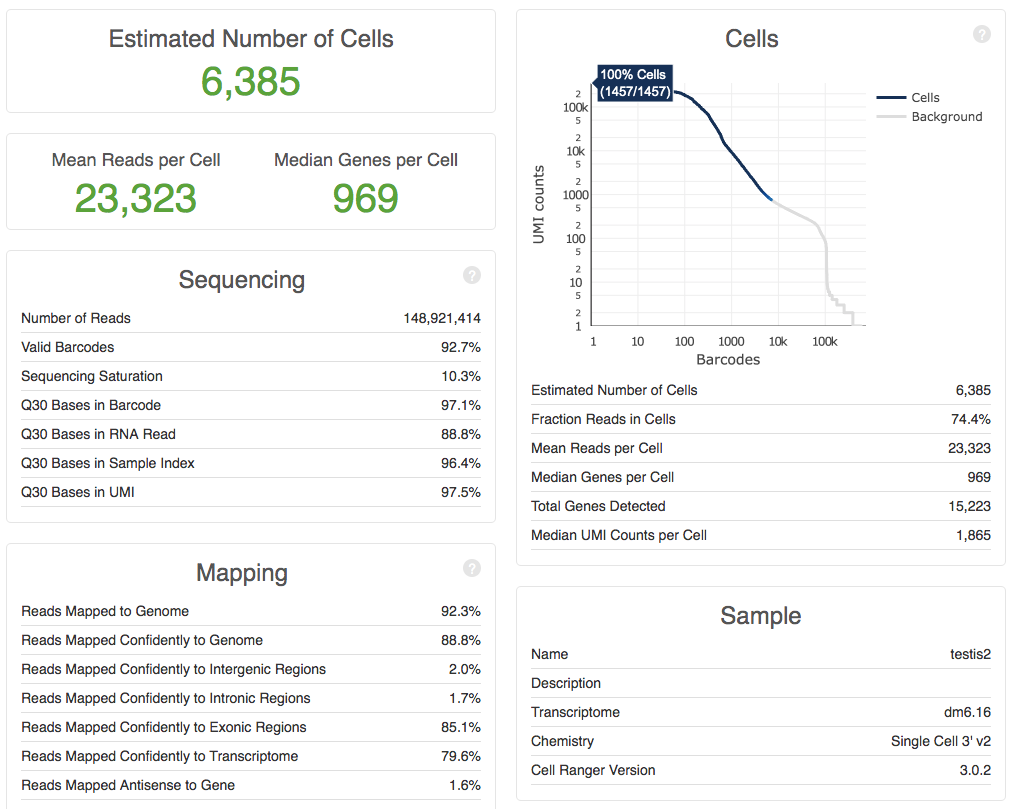 Estimated Number of Cells
6,385
Mean Reads per Cell Median Genes per Cell
23,323 969
Sequencing ?
Number of Reads 148,921,414
Valid Barcodes 92.7%
Sequencing Saturation 10.3%
Q30 Bases in Barcode 97.1%
Q30 Bases in RNA Read 88.8%
Q30 Bases in Sample Index 96.4%
Q30 Bases in UMI 97.5%
Mapping ?
Reads Mapped to Genome 92.3%
Reads Mapped Confidently to Genome 88.8%
Reads Mapped Confidently to Intergenic Regions 2.0%
Reads Mapped Confidently to Intronic Regions 1.7%
Reads Mapped Confidently to Exonic Regions 85.1%
Reads Mapped Confidently to Transcriptome 79.6%
Reads Mapped Antisense to Gene 1.6%
Cells ?
100% Cells
(1457/1457)
Cells
Background
UMI counts
2
100k
5
2
10k
5
2
1000
5
2
100
5
2
10
5
2
1
1 10 100 1000 10k 100k
Barcodes
Estimated Number of Cells 6,385
Fraction Reads in Cells 74.4%
Mean Reads per Cell 23,323
Median Genes per Cell 969
Total Genes Detected 15,223
Median UMI Counts per Cell 1,865
Sample
Name testis2
Description
Transcriptome dm6.16
Chemistry Single Cell 3' v2
Cell Ranger Version 3.0.2